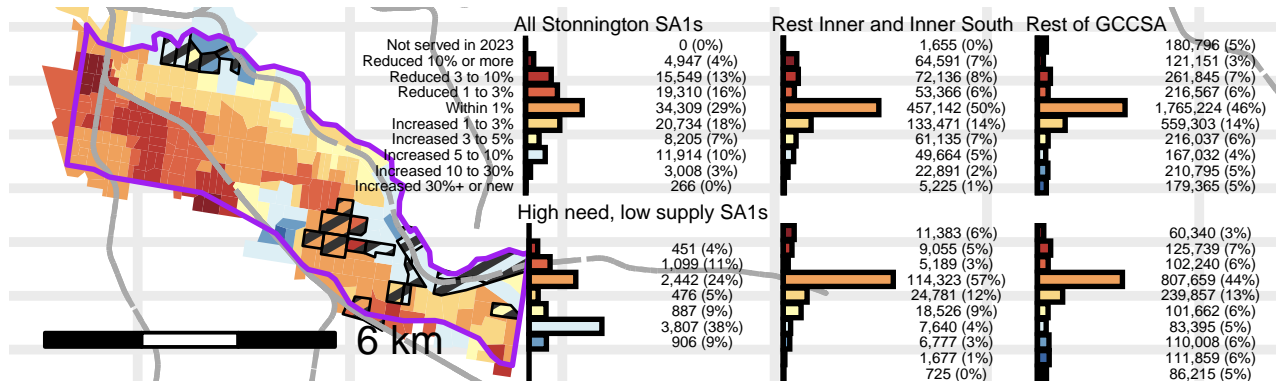 All Stonnington SA1s Rest Inner and Inner South Rest of GCCSA
Not served in 2023 0 (0%) 1,655 (0%) 180,796 (5%)
Reduced 10% or more 4,947 (4%) 64,591 (7%) 121,151 (3%)
Reduced 3 to 10% 15,549 (13%) 72,136 (8%) 261,845 (7%)
Reduced 1 to 3% 19,310 (16%) 53,366 (6%) 216,567 (6%)
Within 1% 34,309 (29%) 457,142 (50%) 1,765,224 (46%)
Increased 1 to 3% 20,734 (18%) 133,471 (14%) 559,303 (14%)
Increased 3 to 5% 8,205 (7%) 61,135 (7%) 216,037 (6%)
Increased 5 to 10% 11,914 (10%) 49,664 (5%) 167,032 (4%)
Increased 10 to 30% 3,008 (3%) 22,891 (2%) 210,795 (5%)
Increased 30%+ or new 266 (0%) 5,225 (1%) 179,365 (5%)
High need, low supply SA1s
11,383 (6%) 60,340 (3%)
451 (4%) 9,055 (5%) 125,739 (7%)
1,099 (11%) 5,189 (3%) 102,240 (6%)
2,442 (24%) 114,323 (57%) 807,659 (44%)
476 (5%) 24,781 (12%) 239,857 (13%)
887 (9%) 18,526 (9%) 101,662 (6%)
3,807 (38%) 7,640 (4%) 83,395 (5%)
906 (9%) 6,777 (3%) 110,008 (6%)
1,677 (1%) 111,859 (6%)
725 (0%) 86,215 (5%)
6 km